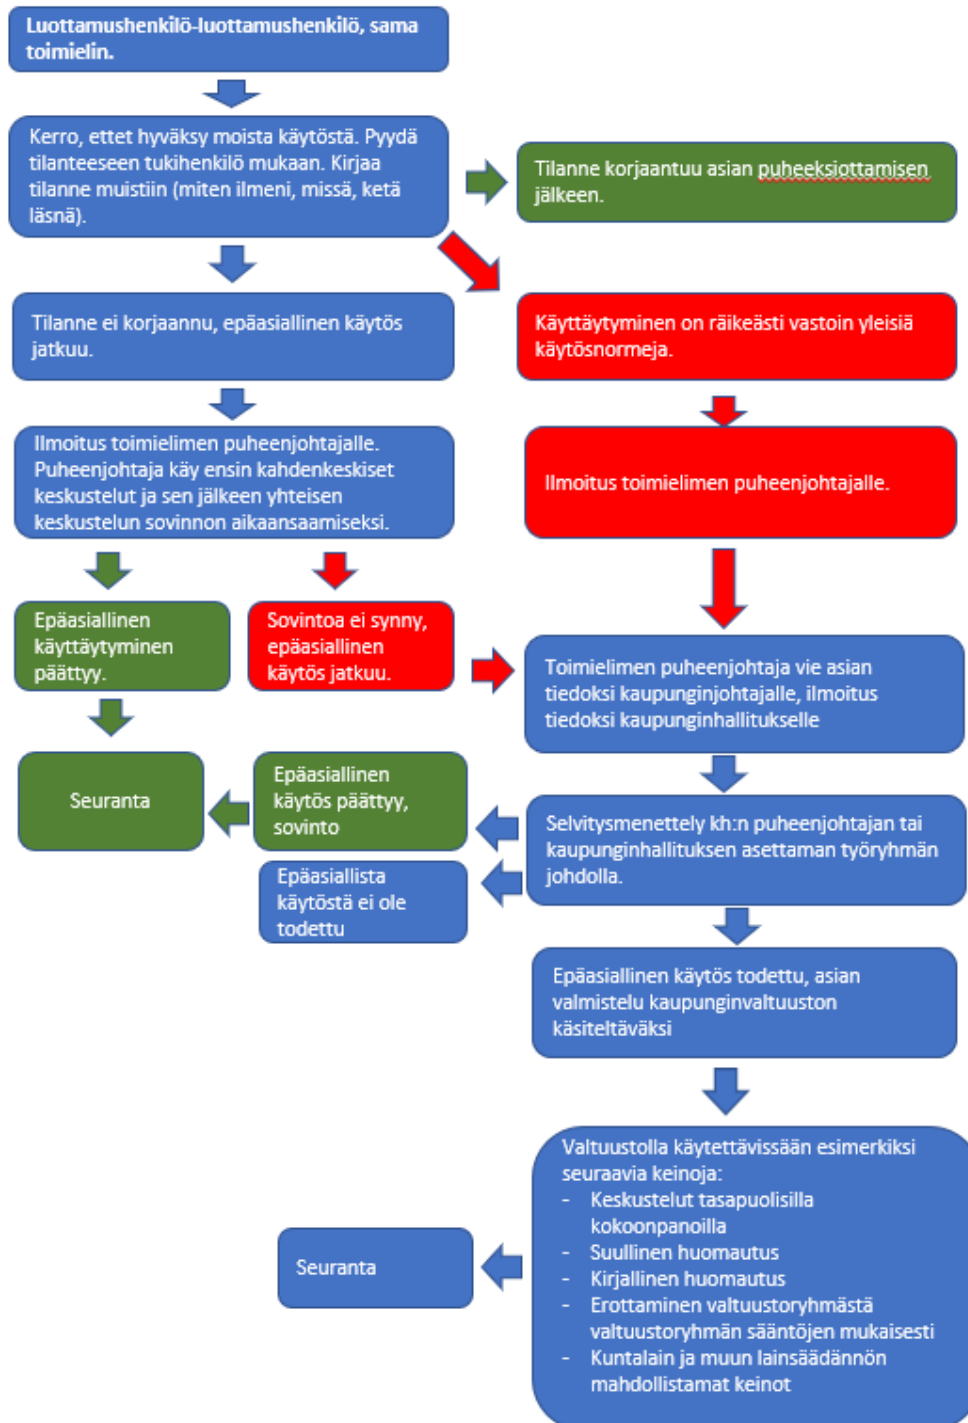 Luottamushenkilö-luottamushenkilö, sama
toimielin.
Kerro, ettet hyväksy moista käytöstä. Pyydä
tilanteeseen tukihenkilö mukaan. Kirjaa
tilanne muistiin (miten ilmeni, missä, ketä
läsnä).
Tilanne korjaantuu asian puheeksiottamisen
jälkeen.
Tilanne ei korjaannu, epäasiallinen käytös
jatkuu.
Käyttäytyminen on räikeästi vastoin yleisiä
käytösnormeja.
Ilmoitus toimielimen puheenjohtajalle.
Puheenjohtaja käy ensin kahdenkeskiset
keskustelut ja sen jälkeen yhteisen
keskustelun sovinnon aikaansaamiseksi.
Ilmoitus toimielimen puheenjohtajalle.
Epäasiallinen
käyttäytyminen
päättyy.
Sovintoa ei synny,
epäasiallinen
käytös jatkuu.
Toimielimen puheenjohtaja vie asian
tiedoksi kaupunginjohtajalle, ilmoitus
tiedoksi kaupunginhallitukselle
Seuranta
Epäasiallinen
käytös päättyy,
sovinto
Selvitysmenettely kh:n puheenjohtajan tai
kaupunginhallituksen asettaman työryhmän
johdolla.
Epäasiallista
käytöstä ei ole
todettu
Epäasiallinen käytös todettu, asian
valmistelu kaupunginvaltuuston
käsiteltäväksi
Valtuustolla käytettävissään esimerkiksi
seuraavia keinoja:
- Keskustelut tasapuolisilla
kokoonpanoilla
- Suullinen huomautus
- Kirjallinen huomautus
- Erottaminen valtuustoryhmästä
valtuustoryhmän sääntöjen mukaisesti
- Kuntalain ja muun lainsäädännön
mahdollistamat keinot
Seuranta